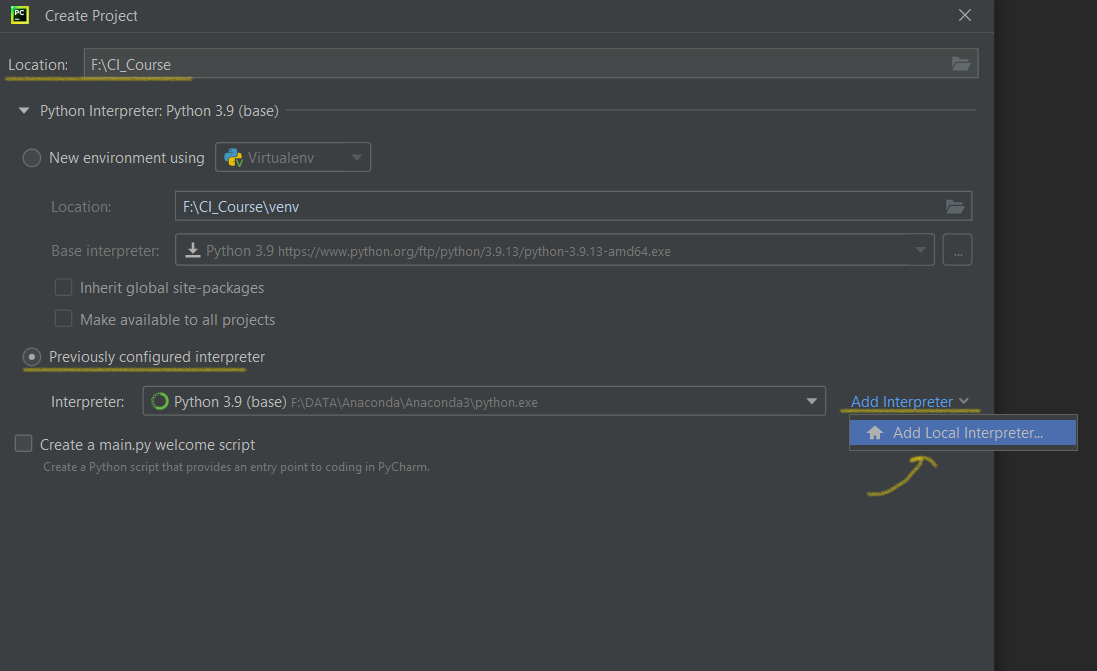 PC
Create Project
Location: F:\CI_Course
Python Interpreter: Python 3.9 (base)
New environment using Virtualenv
Location: F:\CI_Course\venv
Base interpreter: Python 3.9 https://www.python.org/ftp/python/3.9.13/python-3.9.13-amd64.exe ...
Inherit global site-packages
Make available to all projects
Previously configured interpreter
Interpreter: Python 3.9 (base) F:\DATA\Anaconda\Anaconda3\python.exe Add Interpreter
Add Local Interpreter...
Create a main.py welcome script
Create a Python script that provides an entry point to coding in PyCharm.